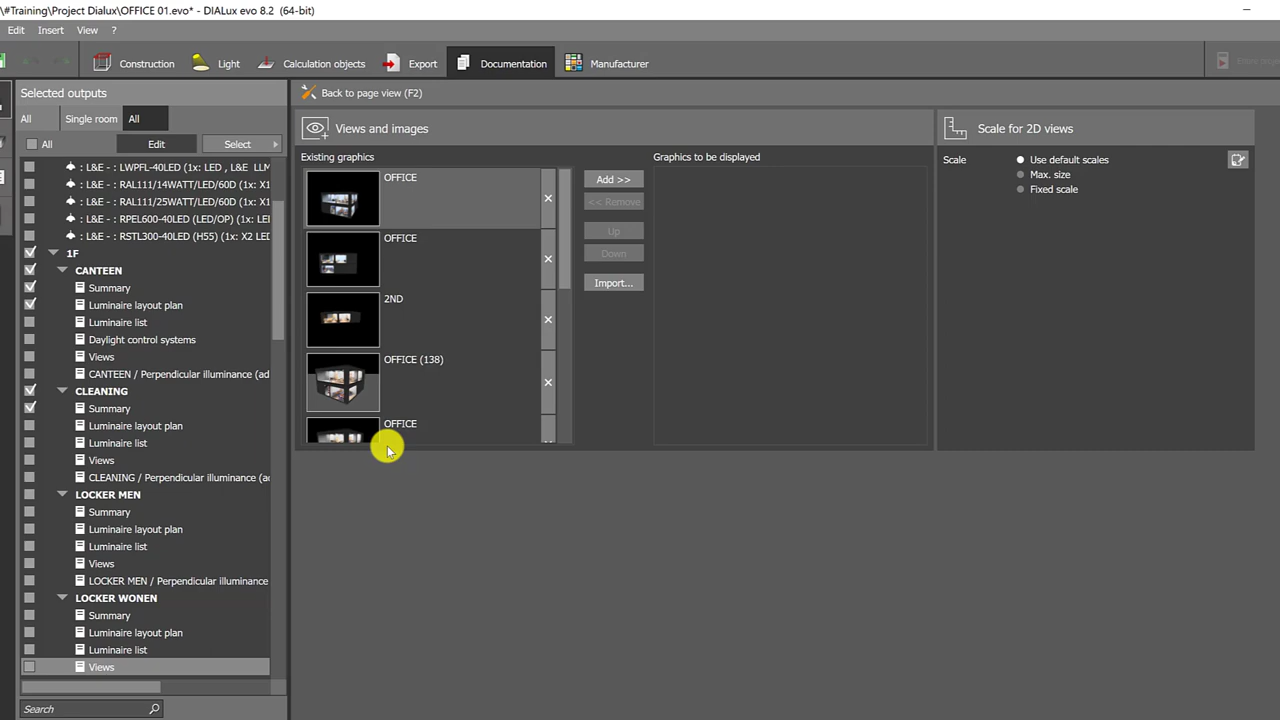 \#Training\Project Dialux\OFFICE 01.evo* - DIALux evo 8.2 (64-bit)
Edit Insert View ?
Construction Light Calculation objects Export Documentation Manufacturer
Selected outputs
Back to page view (F2)
All Single room All
All Edit Select
Views and images
Scale for 2D views
Existing graphics
Graphics to be displayed
Scale
Use default scales
Max. size
Fixed scale
OFFICE
OFFICE
2ND
OFFICE (138)
OFFICE
Add >>
<< Remove
Up
Down
Import...
: L&E - : LWPFL-40LED (1x: LED , L&E LLM
: L&E - : RAL111/14WATT/LED/60D (1x: X1
: L&E - : RAL111/25WATT/LED/60D (1x: X1
: L&E - : RPEL600-40LED (LED/OP) (1x: LE
: L&E - : RSTL300-40LED (H55) (1x: X2 LED
1F
CANTEEN
Summary
Luminaire layout plan
Luminaire list
Daylight control systems
Views
CANTEEN / Perpendicular illuminance (ad
CLEANING
Summary
Luminaire layout plan
Luminaire list
Views
CLEANING / Perpendicular illuminance (ac
LOCKER MEN
Summary
Luminaire layout plan
Luminaire list
Views
LOCKER MEN / Perpendicular illuminance
LOCKER WONEN
Summary
Luminaire layout plan
Luminaire list
Views
Search